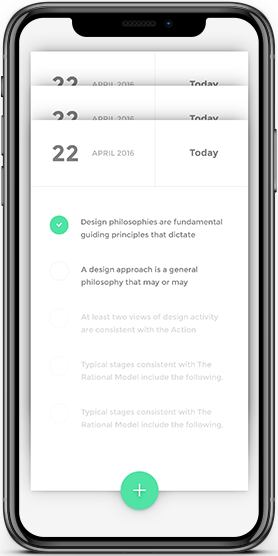 22 APRIL 2016 Today
22 APRIL 2016 Today
22 APRIL 2016 Today
Design philosophies are fundamental
guiding principles that dictate
A design approach is a general
philosophy that may or may
At least two views of design activity
are consistent with the Action
Typical stages consistent with The
Rational Model include the following.
Typical stages consistent with The
Rational Model include the following.